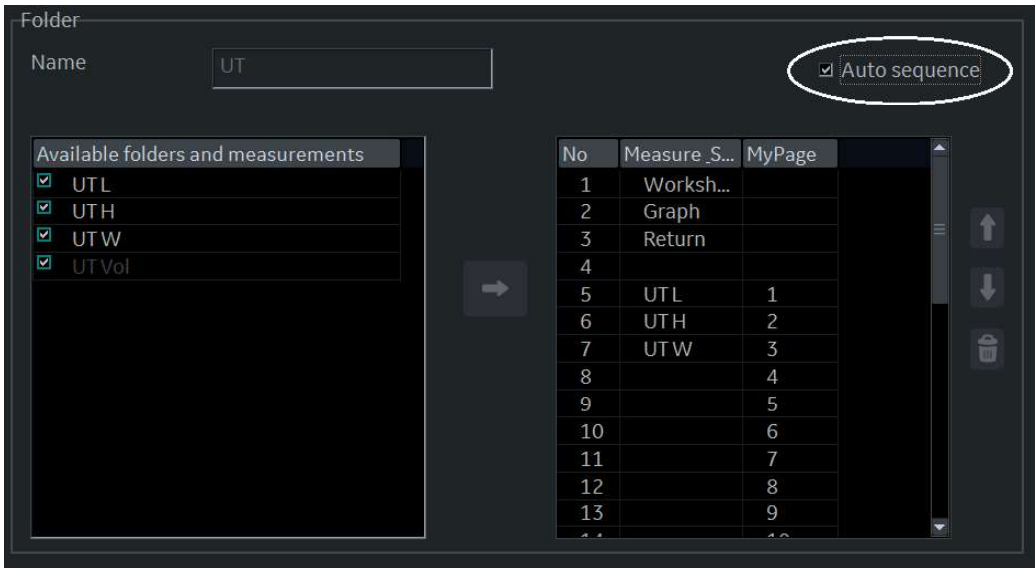 Folder
Name UT Auto sequence
Available folders and measurements
UT L
UT H
UT W
UT Vol
No Measure_S... MyPage
1 Worksh...
2 Graph
3 Return
4
5 UT L 1
6 UT H 2
7 UT W 3
8 4
9 5
10 6
11 7
12 8
13 9